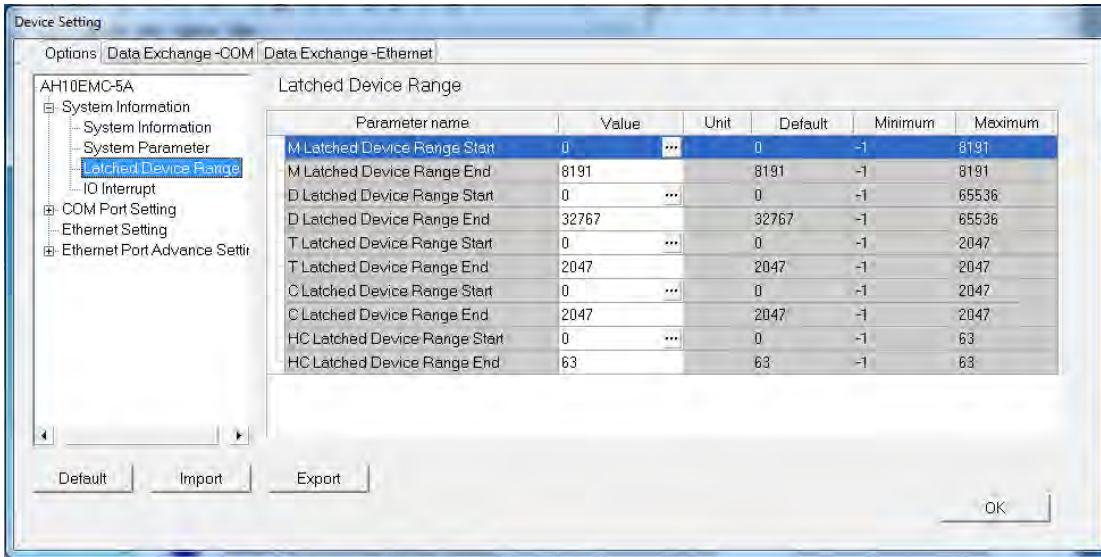 Device Setting
Options Data Exchange -COM Data Exchange -Ethernet
AH10EMC-5A
System Information
System Information
System Parameter
Latched Device Range
IO Interrupt
COM Port Setting
Ethernet Setting
Ethernet Port Advance Settir
Latched Device Range
Parameter name Value Unit Default Minimum Maximum
M Latched Device Range Start 0 ... 0 -1 8191
M Latched Device Range End 8191 8191 -1 8191
D Latched Device Range Start 0 ... 0 -1 65536
D Latched Device Range End 32767 32767 -1 65536
T Latched Device Range Start 0 ... 0 -1 2047
T Latched Device Range End 2047 2047 -1 2047
C Latched Device Range Start 0 ... 0 -1 2047
C Latched Device Range End 2047 2047 -1 2047
HC Latched Device Range Start 0 ... 0 -1 63
HC Latched Device Range End 63 63 -1 63
Default Import Export
OK